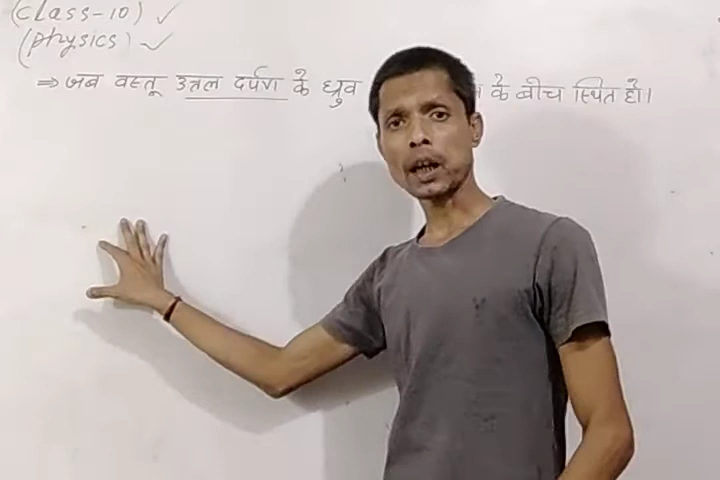 (Class-10) ✓
(physics) ✓
⇒ जब वस्तू उत्तल दर्पण के ध्रुव के बीच स्थित हो।